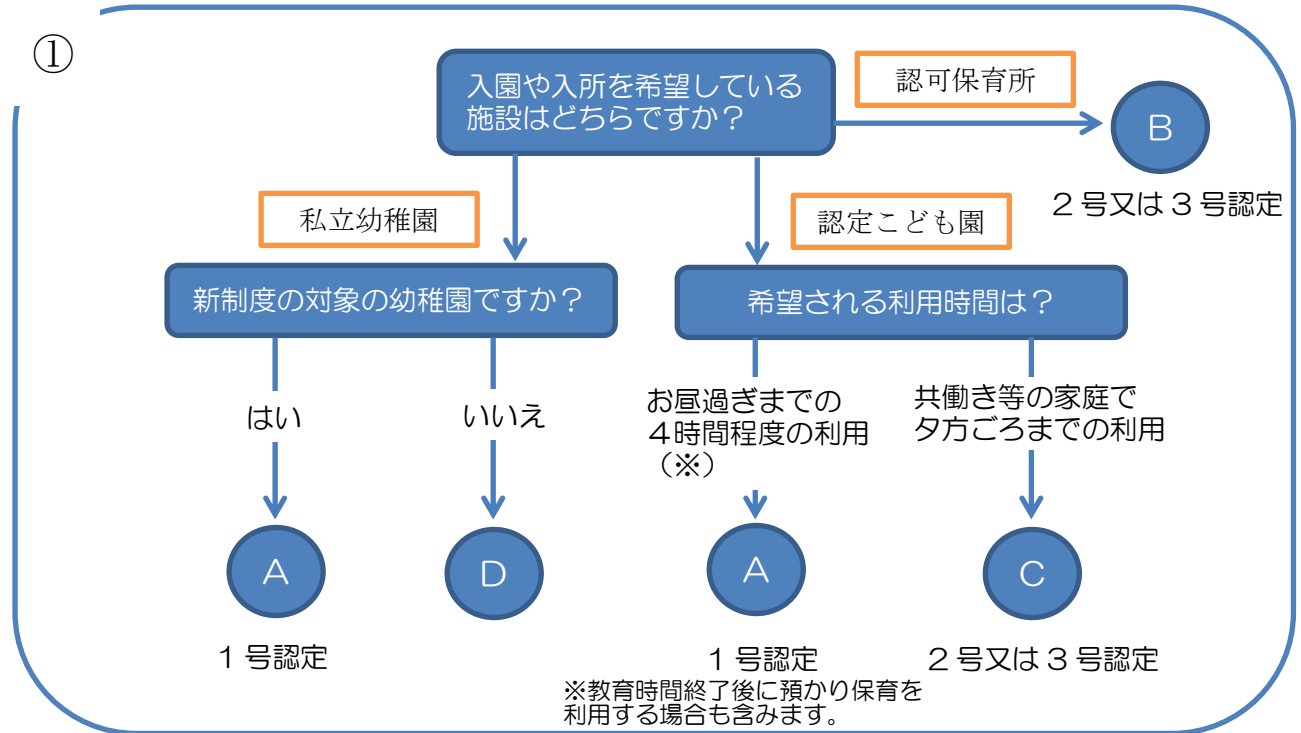 ①
入園や入所を希望している
施設はどちらですか？
認可保育所
B
２号又は３号認定
私立幼稚園
認定こども園
新制度の対象の幼稚園ですか？
希望される利用時間は？
はい
いいえ
お昼過ぎまでの
４時間程度の利用
（※）
共働き等の家庭で
夕方ごろまでの利用
A
D
A
C
１号認定
１号認定
２号又は３号認定
※教育時間終了後に預かり保育を
利用する場合も含みます。